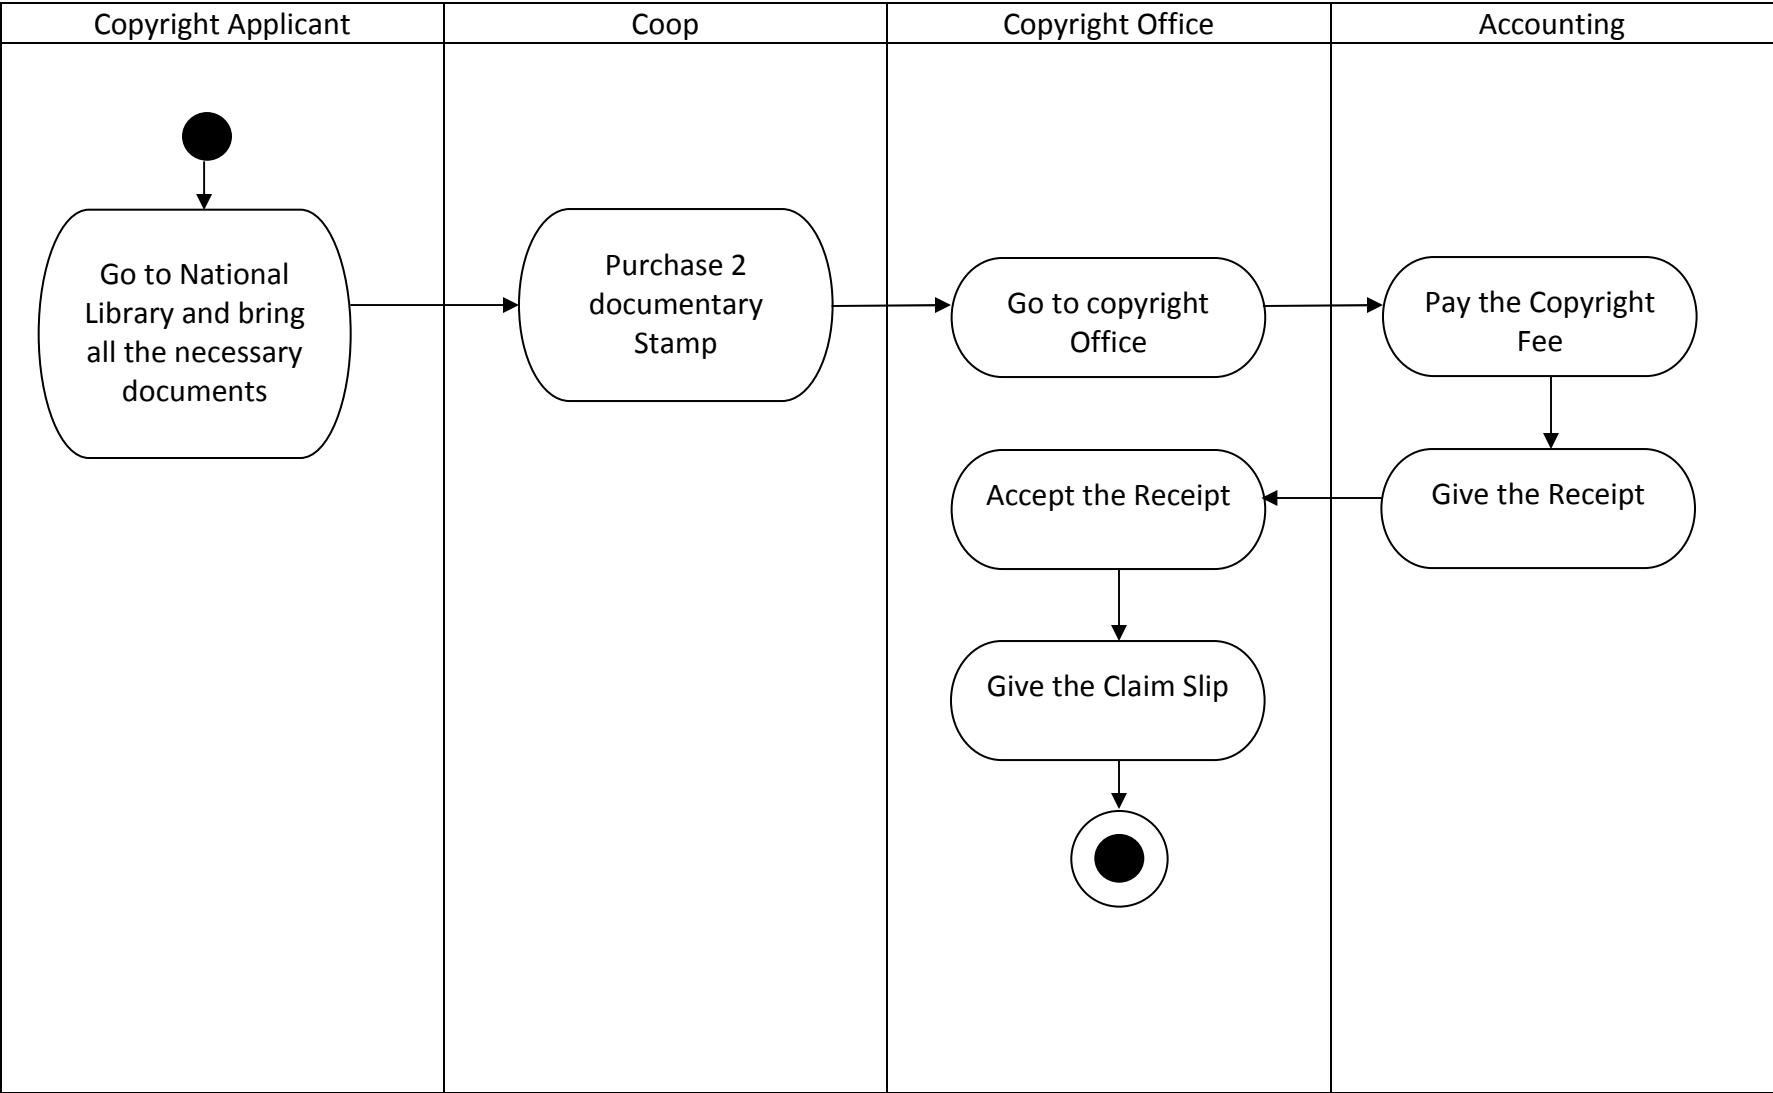 Copyright Applicant
Coop
Copyright Office
Accounting
Go to National
Library and bring
all the necessary
documents
Purchase 2
documentary
Stamp
Go to copyright
Office
Pay the Copyright
Fee
Accept the Receipt
Give the Receipt
Give the Claim Slip